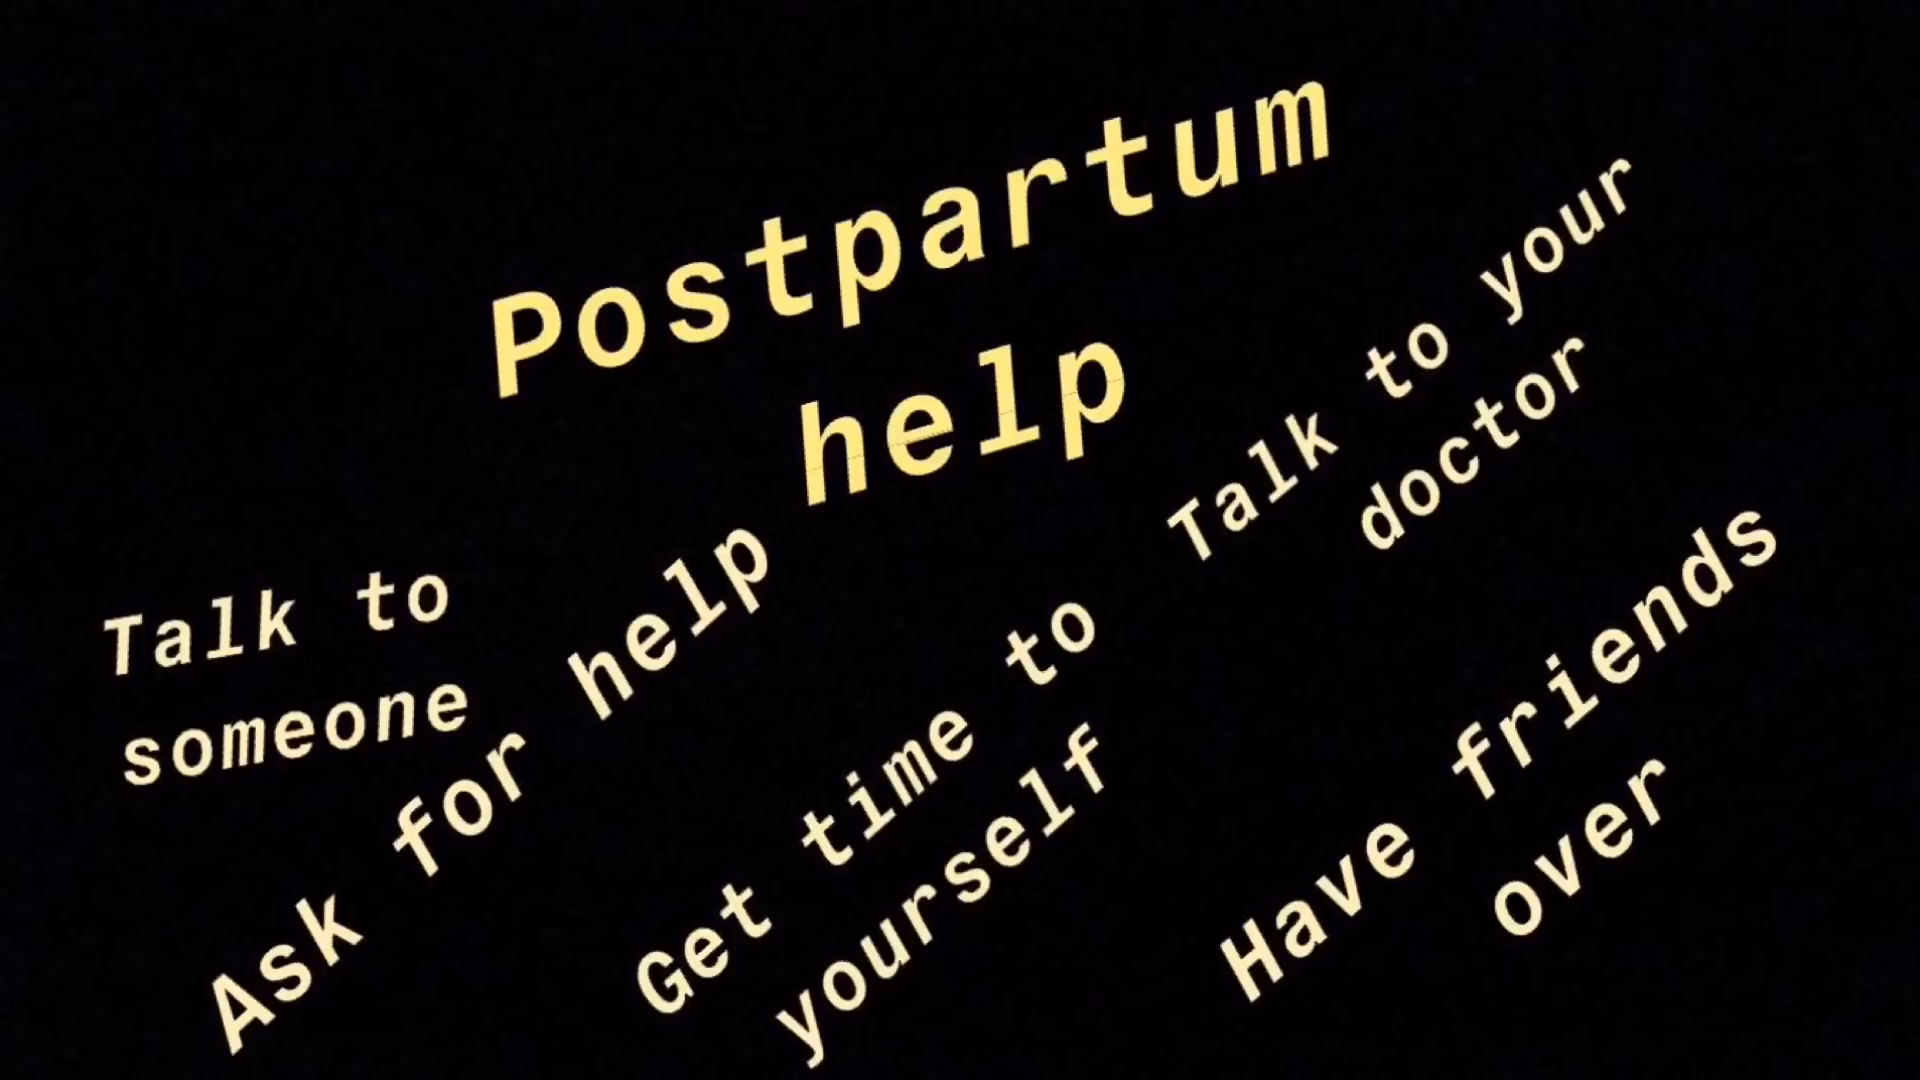 Postpartum
help
Talk to
someone
Ask for help
Get time to
yourself
Talk to your
doctor
Have friends
over